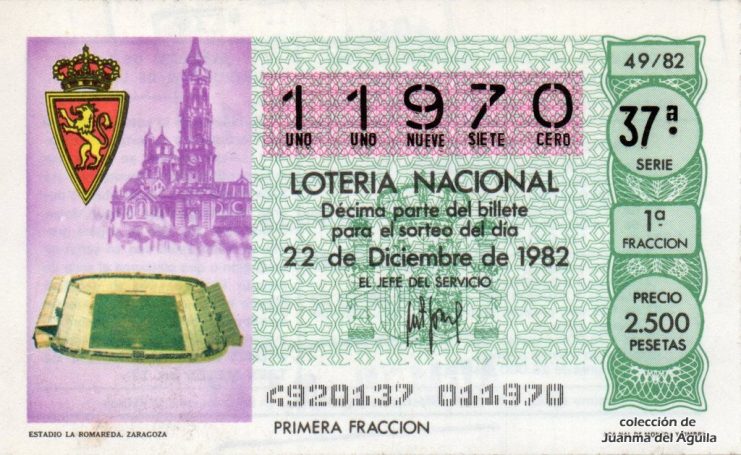 49/82
11970
UNO UNO NUEVE SIETE CERO
37ª
SERIE
LOTERIA NACIONAL
Décima parte del billete
para el sorteo del día
22 de Diciembre de 1982
EL JEFE DEL SERVICIO
1ª
FRACCION
PRECIO
2.500
PESETAS
4920137 011970
PRIMERA FRACCION
ESTADIO LA ROMAREDA. ZARAGOZA
colección de
Juanma del Águila